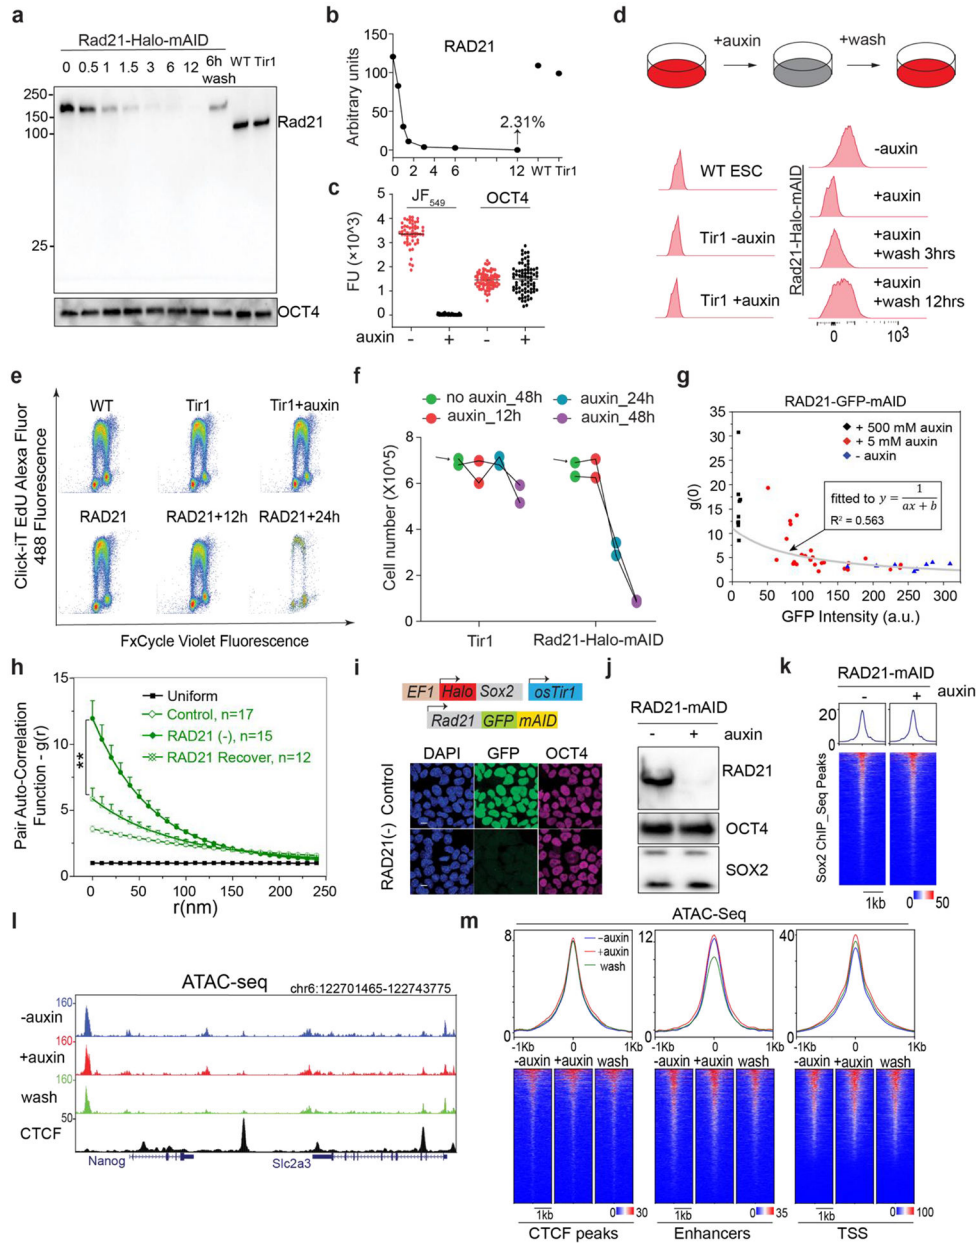 a
Rad21-Halo-mAID
0 0.5 1 1.5 3 6 12 6h wash WT Tir1
250
150
100
25
Rad21
OCT4
b
RAD21
Arbitrary units
150
100
50
0
2.31%
0 2 4 6 12 WT Tir1
c
JF549 OCT4
FU (×10^3)
5
4
3
2
1
0
auxin - + - +
d
+auxin +wash
WT ESC
Tir1 -auxin
Tir1 +auxin
Rad21-Halo-mAID
-auxin
+auxin
+auxin
+wash 3hrs
+auxin
+wash 12hrs
0 10^3
e
Click-iT EdU Alexa Fluor
488 Fluorescence
WT Tir1 Tir1+auxin
RAD21 RAD21+12h RAD21+24h
FxCycle Violet Fluorescence
f
no auxin_48h auxin_24h
auxin_12h auxin_48h
Cell number (X10^5)
8
6
4
2
0
Tir1 Rad21-Halo-mAID
g
RAD21-GFP-mAID
g(0)
35
30
25
20
15
10
5
0
+ 500 mM auxin
+ 5 mM auxin
- auxin
fitted to y = 1/(ax + b)
R² = 0.563
0 50 100 150 200 250 300
GFP Intensity (a.u.)
h
Pair Auto-Correlation
Function - g(r)
15
10
5
0
**
Uniform
Control, n=17
RAD21 (-), n=15
RAD21 Recover, n=12
0 50 100 150 200 250
r(nm)
i
EF1 Halo Sox2 osTir1
Rad21 GFP mAID
DAPI GFP OCT4
Control
RAD21(-)
j
RAD21-mAID
- + auxin
RAD21
OCT4
SOX2
k
RAD21-mAID
- + auxin
20
0
Sox2 ChIP_Seq Peaks
1kb 0 50
l
ATAC-seq
chr6:122701465-122743775
160
-auxin
160
+auxin
160
wash
50
CTCF
Nanog Slc2a3
m
ATAC-Seq
8
0
12
0
40
0
-auxin
+auxin
wash
-1Kb 0 1Kb -1Kb 0 1Kb -1Kb 0 1Kb
-auxin +auxin wash -auxin +auxin wash -auxin +auxin wash
1kb 0 30 1kb 0 35 1kb 0 100
CTCF peaks Enhancers TSS